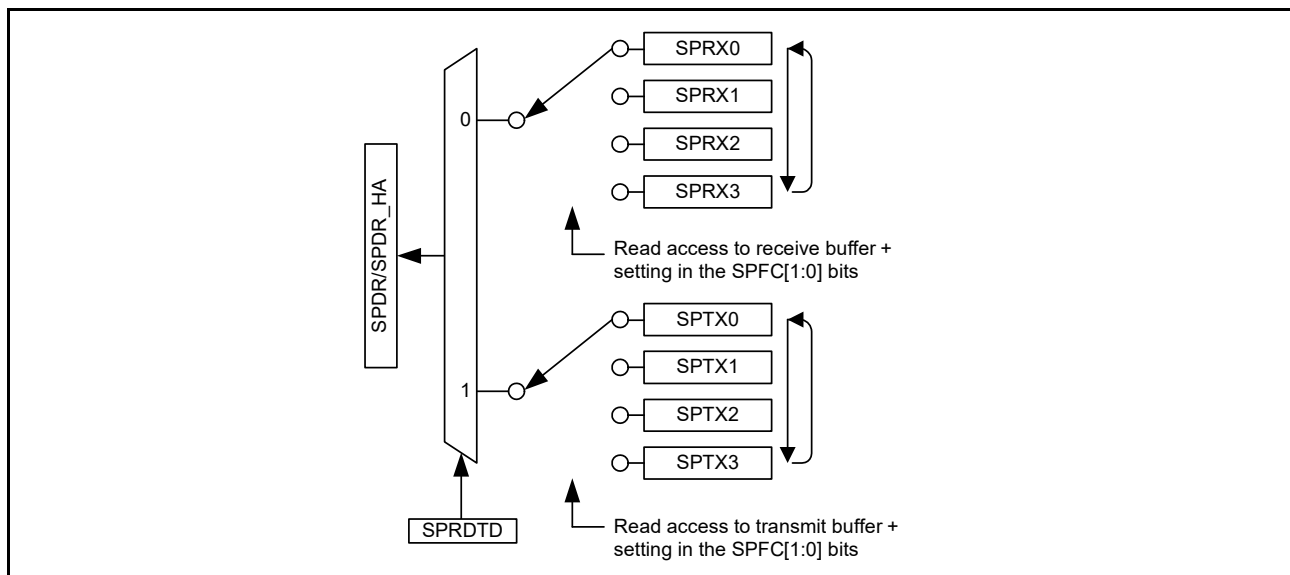 SPRX0
SPRX1
0
SPRX2
SPRX3
SPDR/SPDR_HA
Read access to receive buffer +
setting in the SPFC[1:0] bits
SPTX0
SPTX1
1
SPTX2
SPTX3
SPRDTD
Read access to transmit buffer +
setting in the SPFC[1:0] bits